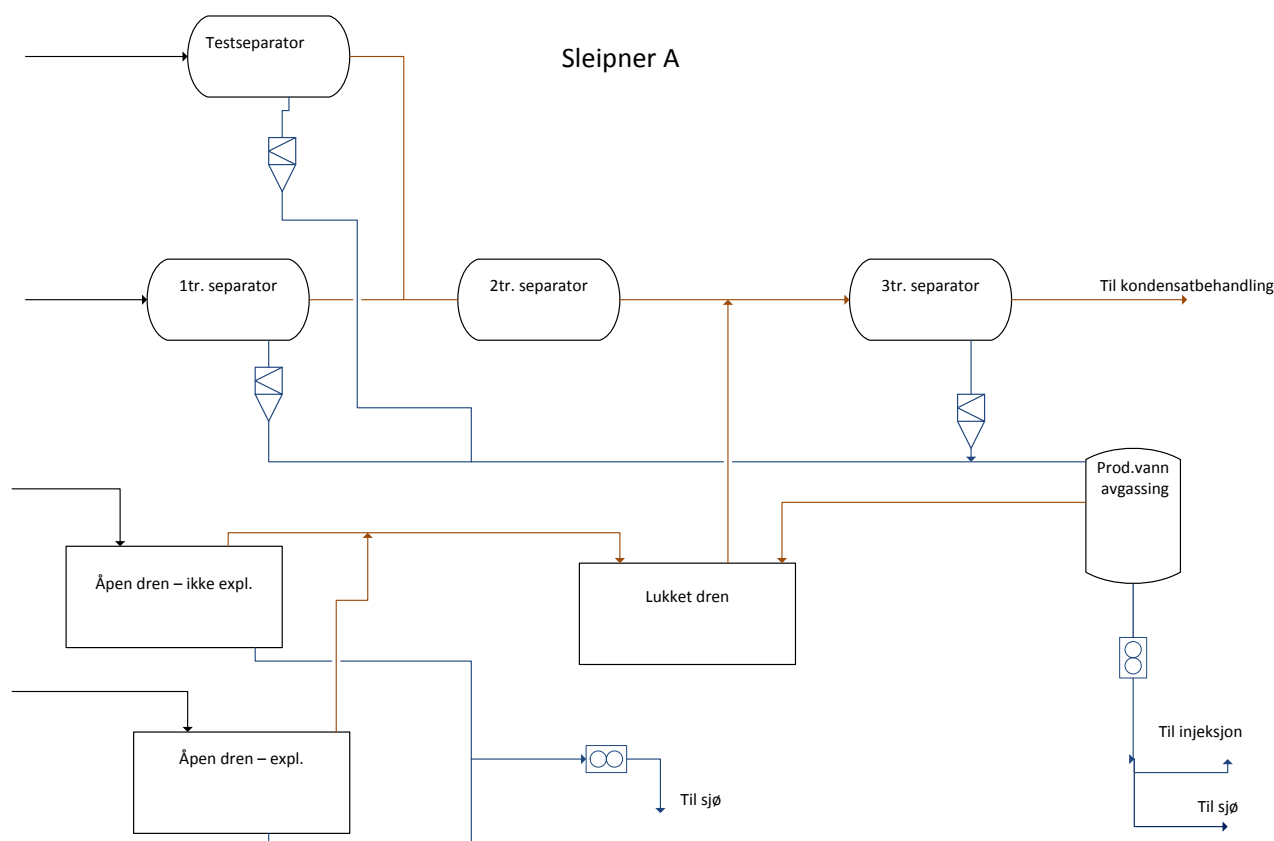 Testseparator
Sleipner A
1tr. separator
2tr. separator
3tr. separator
Til kondensatbehandling
Prod.vann
avgassing
Åpen dren – ikke expl.
Lukket dren
Åpen dren – expl.
Til injeksjon
Til sjø
Til sjø